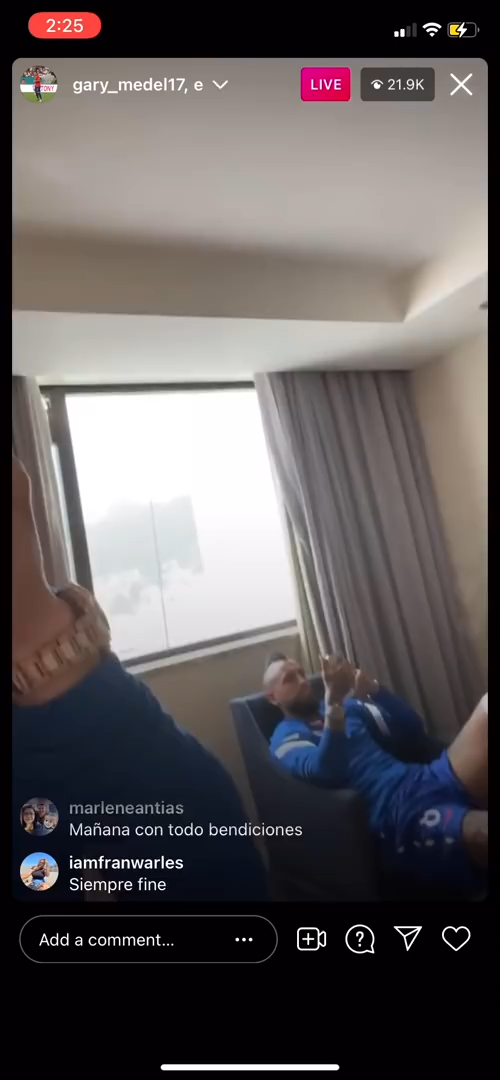 2:25
gary_medel17, e
LIVE
21.9K
marleneantias
Mañana con todo bendiciones
iamfranwarles
Siempre fine
Add a comment...